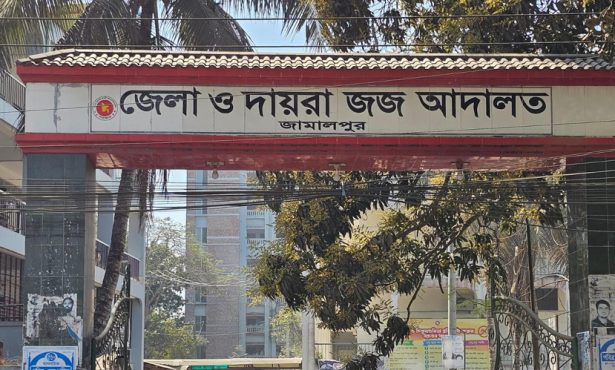 জেলা ও দায়রা জজ আদালত
জামালপুর